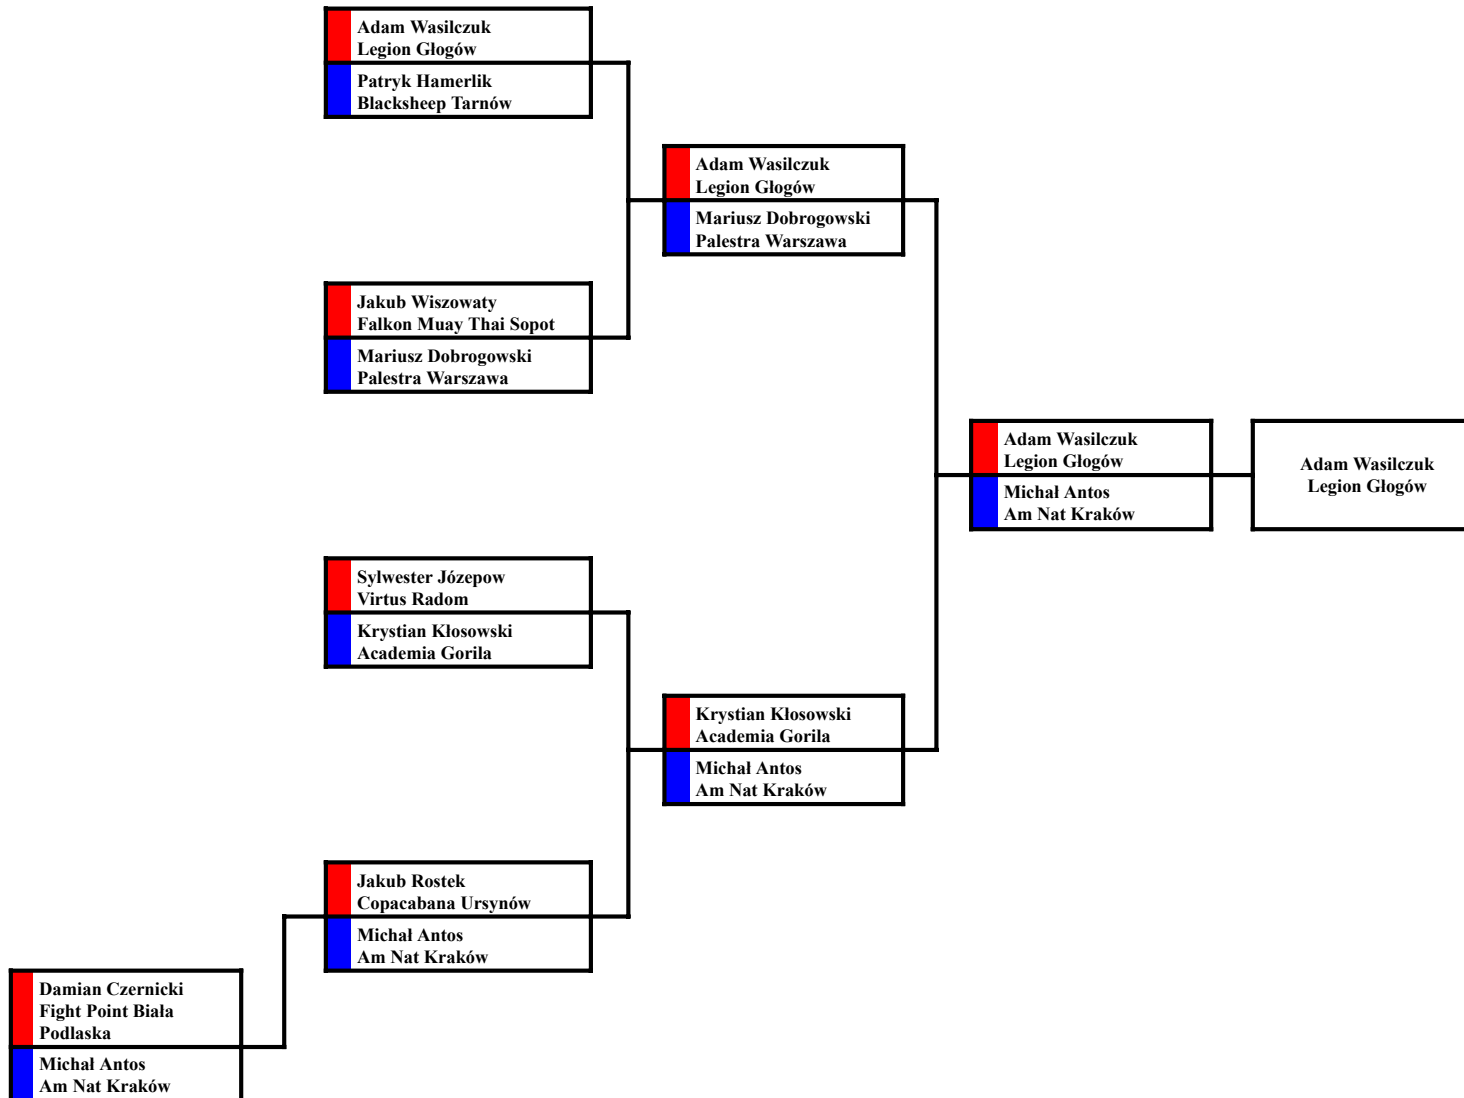 Adam Wasilczuk
Legion Głogów
Patryk Hamerlik
Blacksheep Tarnów
Adam Wasilczuk
Legion Głogów
Mariusz Dobrogowski
Palestra Warszawa
Jakub Wiszowaty
Falkon Muay Thai Sopot
Mariusz Dobrogowski
Palestra Warszawa
Adam Wasilczuk
Legion Głogów
Michał Antos
Am Nat Kraków
Adam Wasilczuk
Legion Głogów
Sylwester Józepow
Virtus Radom
Krystian Kłosowski
Academia Gorila
Krystian Kłosowski
Academia Gorila
Michał Antos
Am Nat Kraków
Jakub Rostek
Copacabana Ursynów
Michał Antos
Am Nat Kraków
Damian Czernicki
Fight Point Biała
Podlaska
Michał Antos
Am Nat Kraków